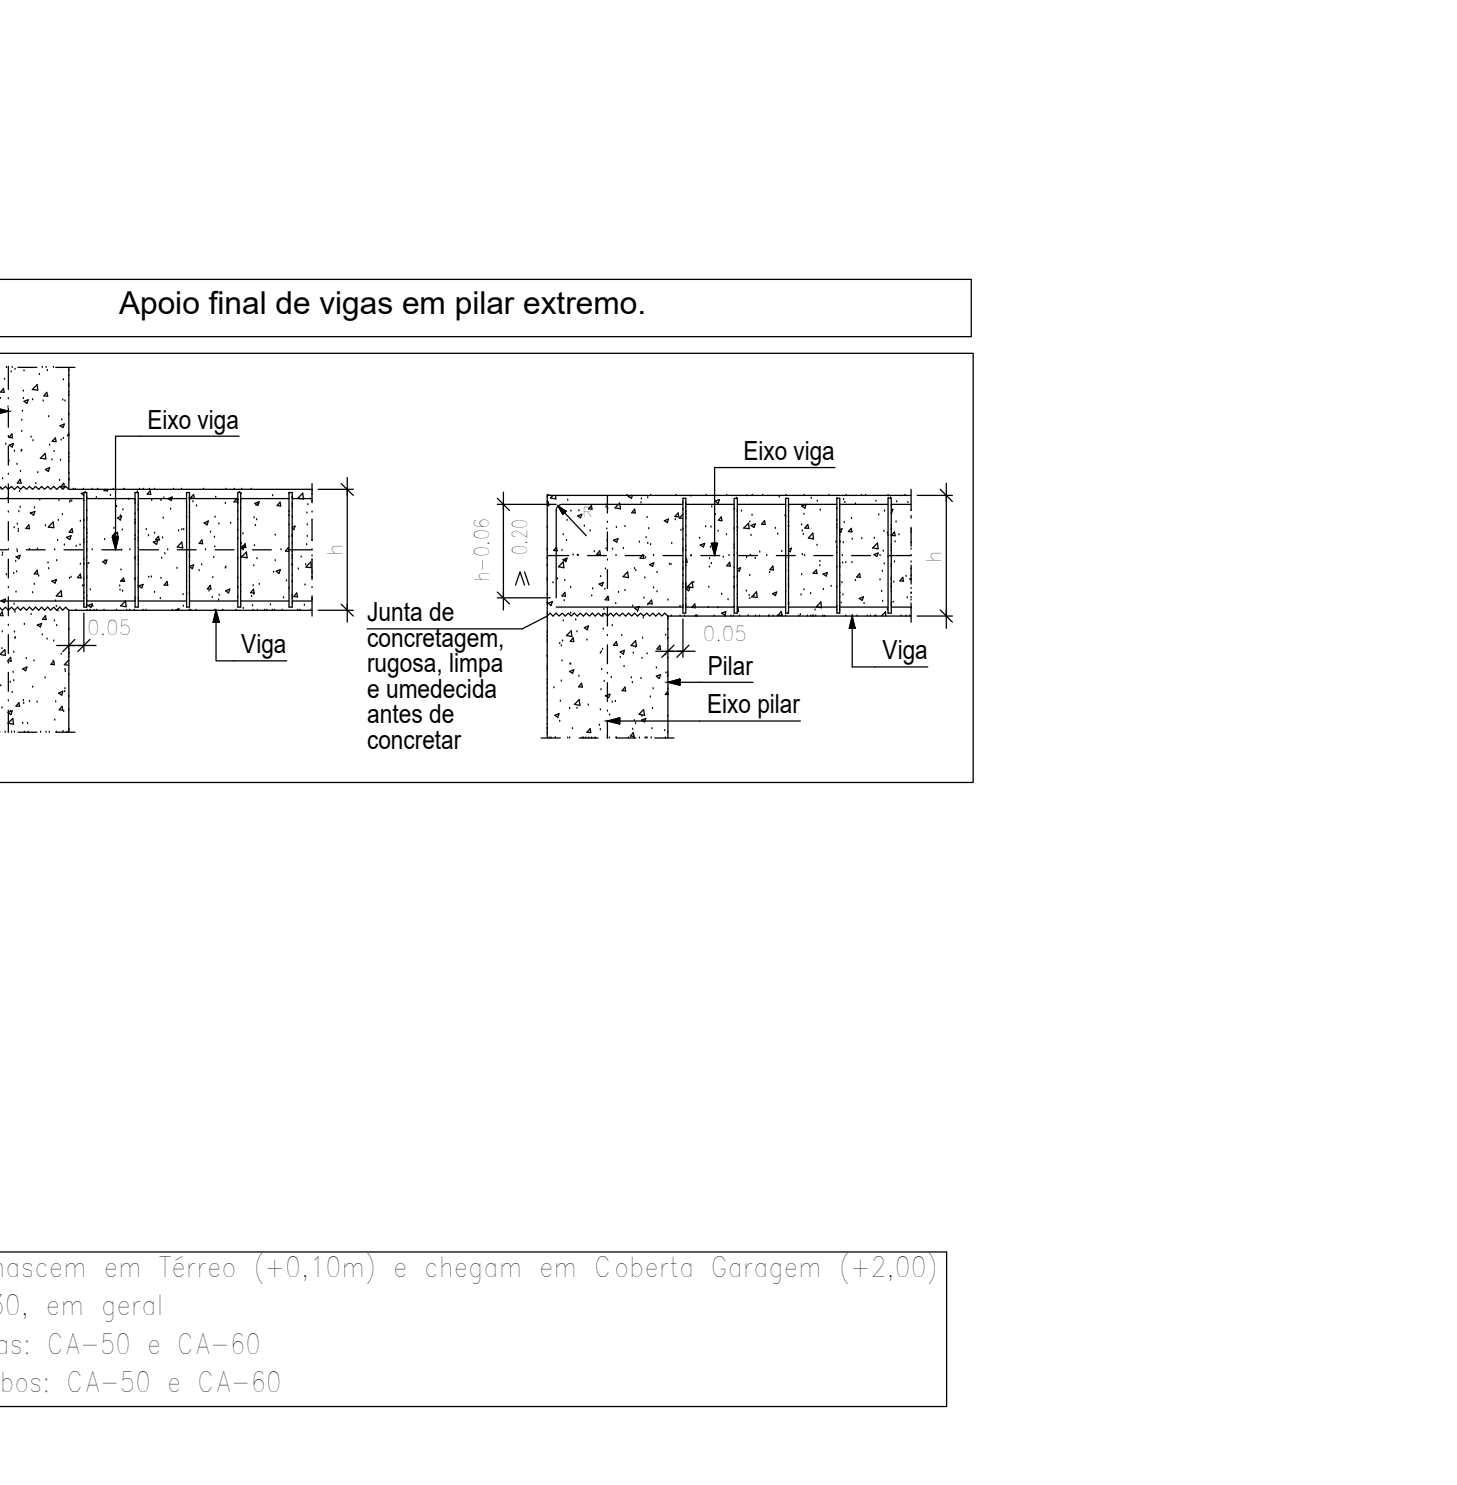 Apoio final de vigas em pilar extremo.
Eixo viga
h
0.05
Viga
Eixo viga
h-0.06
≥ 0.20
R
h
Junta de
concretagem,
rugosa, limpa
e umedecida
antes de
concretar
0.05
Pilar
Eixo pilar
Viga
nascem em Térreo (+0,10m) e chegam em Coberta Garagem (+2,00)
30, em geral
as: CA-50 e CA-60
bos: CA-50 e CA-60